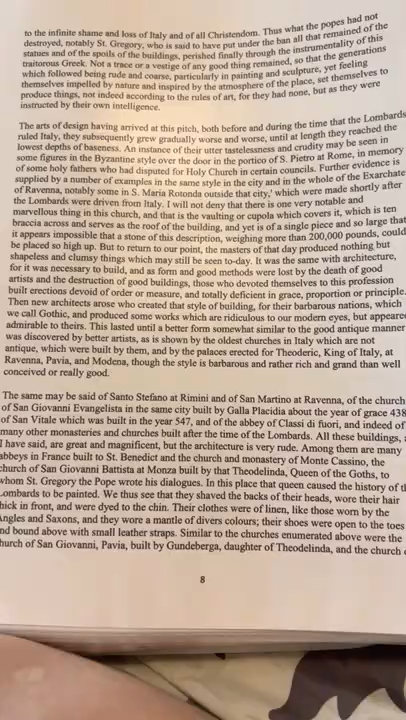 to the infinite shame and loss of Italy and of all Christendom. Thus what the popes had not
destroyed, notably St. Gregory, who is said to have put under the ban all that remained of the
statues and of the spoils of the buildings, perished finally through the instrumentality of this
traitorous Greek. Not a trace or a vestige of any good thing remained, so that the generations
which followed being rude and coarse, particularly in painting and sculpture, yet feeling
themselves impelled by nature and inspired by the atmosphere of the place, set themselves to
produce things, not indeed according to the rules of art, for they had none, but as they were
instructed by their own intelligence.
The arts of design having arrived at this pitch, both before and during the time that the Lombards
ruled Italy, they subsequently grew gradually worse and worse, until at length they reached the
lowest depths of baseness. An instance of their utter tastelessness and crudity may be seen in
some figures in the Byzantine style over the door in the portico of S. Pietro at Rome, in memory
of some holy fathers who had disputed for Holy Church in certain councils. Further evidence is
supplied by a number of examples in the same style in the city and in the whole of the Exarchate
of Ravenna, notably some in S. Maria Rotonda outside that city,' which were made shortly after
the Lombards were driven from Italy. I will not deny that there is one very notable and
marvellous thing in this church, and that is the vaulting or cupola which covers it, which is ten
braccia across and serves as the roof of the building, and yet is of a single piece and so large that
it appears impossible that a stone of this description, weighing more than 200,000 pounds, could
be placed so high up. But to return to our point, the masters of that day produced nothing but
shapeless and clumsy things which may still be seen to-day. It was the same with architecture,
for it was necessary to build, and as form and good methods were lost by the death of good
artists and the destruction of good buildings, those who devoted themselves to this profession
built erections devoid of order or measure, and totally deficient in grace, proportion or principle.
Then new architects arose who created that style of building, for their barbarous nations, which
we call Gothic, and produced some works which are ridiculous to our modern eyes, but appeared
admirable to theirs. This lasted until a better form somewhat similar to the good antique manner
was discovered by better artists, as is shown by the oldest churches in Italy which are not
antique, which were built by them, and by the palaces erected for Theoderic, King of Italy, at
Ravenna, Pavia, and Modena, though the style is barbarous and rather rich and grand than well
conceived or really good.
The same may be said of Santo Stefano at Rimini and of San Martino at Ravenna, of the church
of San Giovanni Evangelista in the same city built by Galla Placidia about the year of grace 438
of San Vitale which was built in the year 547, and of the abbey of Classi di fuori, and indeed of
many other monasteries and churches built after the time of the Lombards. All these buildings,
I have said, are great and magnificent, but the architecture is very rude. Among them are many
abbeys in France built to St. Benedict and the church and monastery of Monte Cassino, the
church of San Giovanni Battista at Monza built by that Theodelinda, Queen of the Goths, to
whom St. Gregory the Pope wrote his dialogues. In this place that queen caused the history of
Lombards to be painted. We thus see that they shaved the backs of their heads, wore their hair
thick in front, and were dyed to the chin. Their clothes were of linen, like those worn by the
Angles and Saxons, and they wore a mantle of divers colours; their shoes were open to the toes
and bound above with small leather straps. Similar to the churches enumerated above were the
church of San Giovanni, Pavia, built by Gundeberga, daughter of Theodelinda, and the church
8